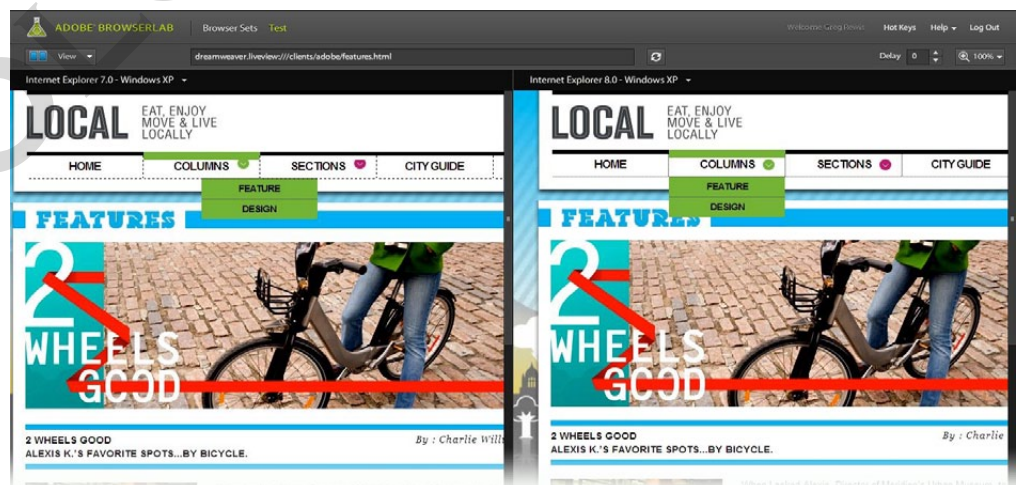 ADOBE® BROWSERLAB Browser Sets Test Welcome Greg Rewis Hot Keys Help Log Out
View dreamweaver.liveview:///clients/adobe/features.html Delay 0 100%
Internet Explorer 7.0 - Windows XP Internet Explorer 8.0 - Windows XP
LOCAL EAT, ENJOY
MOVE & LIVE
LOCALLY
HOME COLUMNS SECTIONS CITY GUIDE
FEATURE
DESIGN
FEATURES
2
WHEELS
GOOD
2 WHEELS GOOD By : Charlie Wills
ALEXIS K.'S FAVORITE SPOTS...BY BICYCLE.
LOCAL EAT, ENJOY
MOVE & LIVE
LOCALLY
HOME COLUMNS SECTIONS CITY GUIDE
FEATURE
DESIGN
FEATURES
2
WHEELS
GOOD
2 WHEELS GOOD By : Charlie
ALEXIS K.'S FAVORITE SPOTS...BY BICYCLE.